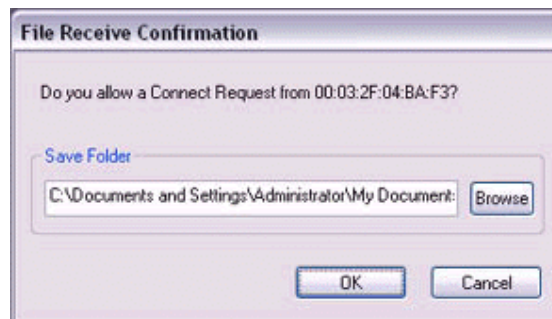 File Receive Confirmation
Do you allow a Connect Request from 00:03:2F:04:BA:F3?
Save Folder
C:\Documents and Settings\Administrator\My Document
Browse
OK
Cancel